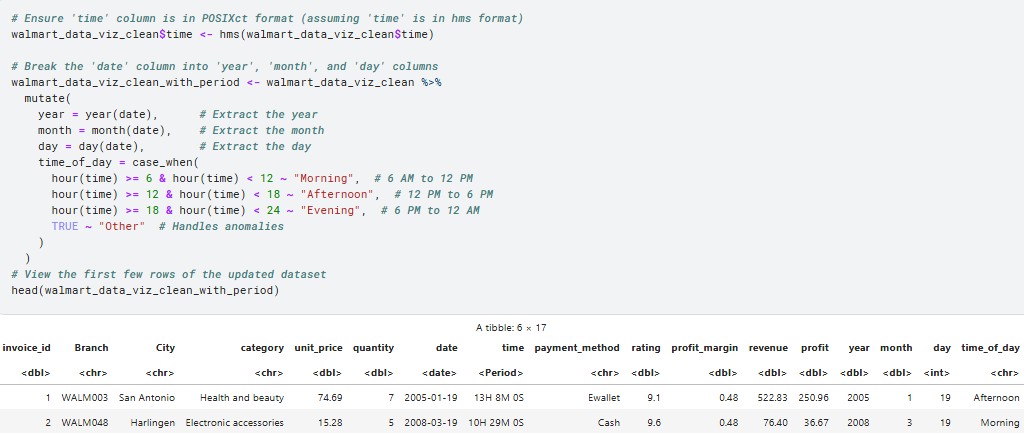 # Ensure 'time' column is in POSIXct format (assuming 'time' is in hms format)
walmart_data_viz_clean$time <- hms(walmart_data_viz_clean$time)
# Break the 'date' column into 'year', 'month', and 'day' columns
walmart_data_viz_clean_with_period <- walmart_data_viz_clean %>%
  mutate(
    year = year(date),      # Extract the year
    month = month(date),    # Extract the month
    day = day(date),        # Extract the day
    time_of_day = case_when(
      hour(time) >= 6 & hour(time) < 12 ~ "Morning",  # 6 AM to 12 PM
      hour(time) >= 12 & hour(time) < 18 ~ "Afternoon",  # 12 PM to 6 PM
      hour(time) >= 18 & hour(time) < 24 ~ "Evening",  # 6 PM to 12 AM
      TRUE ~ "Other"  # Handles anomalies
    )
  )
# View the first few rows of the updated dataset
head(walmart_data_viz_clean_with_period)
A tibble: 6 × 17
invoice_id Branch City category unit_price quantity date time payment_method rating profit_margin revenue profit year month day time_of_day
<dbl> <chr> <chr> <chr> <dbl> <dbl> <date> <Period> <chr> <dbl> <dbl> <dbl> <dbl> <dbl> <dbl> <int> <chr>
1 WALM003 San Antonio Health and beauty 74.69 7 2005-01-19 13H 8M 0S Ewallet 9.1 0.48 522.83 250.96 2005 1 19 Afternoon
2 WALM048 Harlingen Electronic accessories 15.28 5 2008-03-19 10H 29M 0S Cash 9.6 0.48 76.40 36.67 2008 3 19 Morning